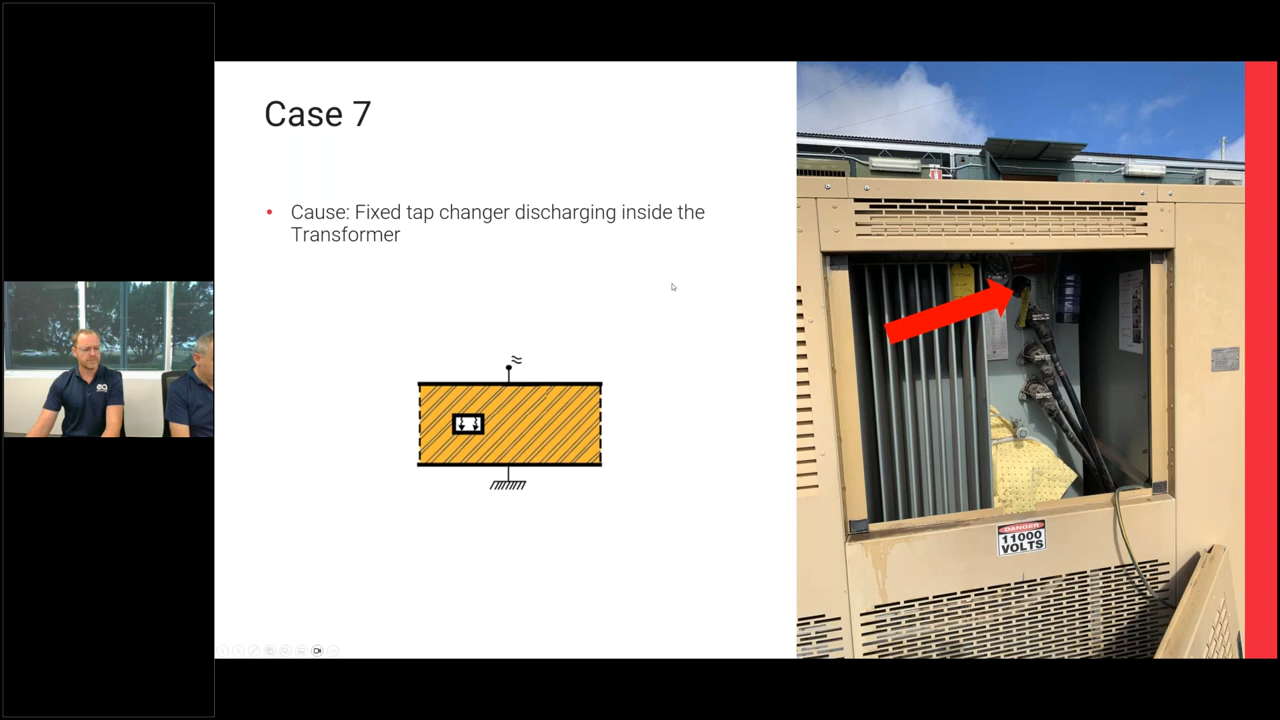 Case 7
• Cause: Fixed tap changer discharging inside the
Transformer
DANGER
11000
VOLTS